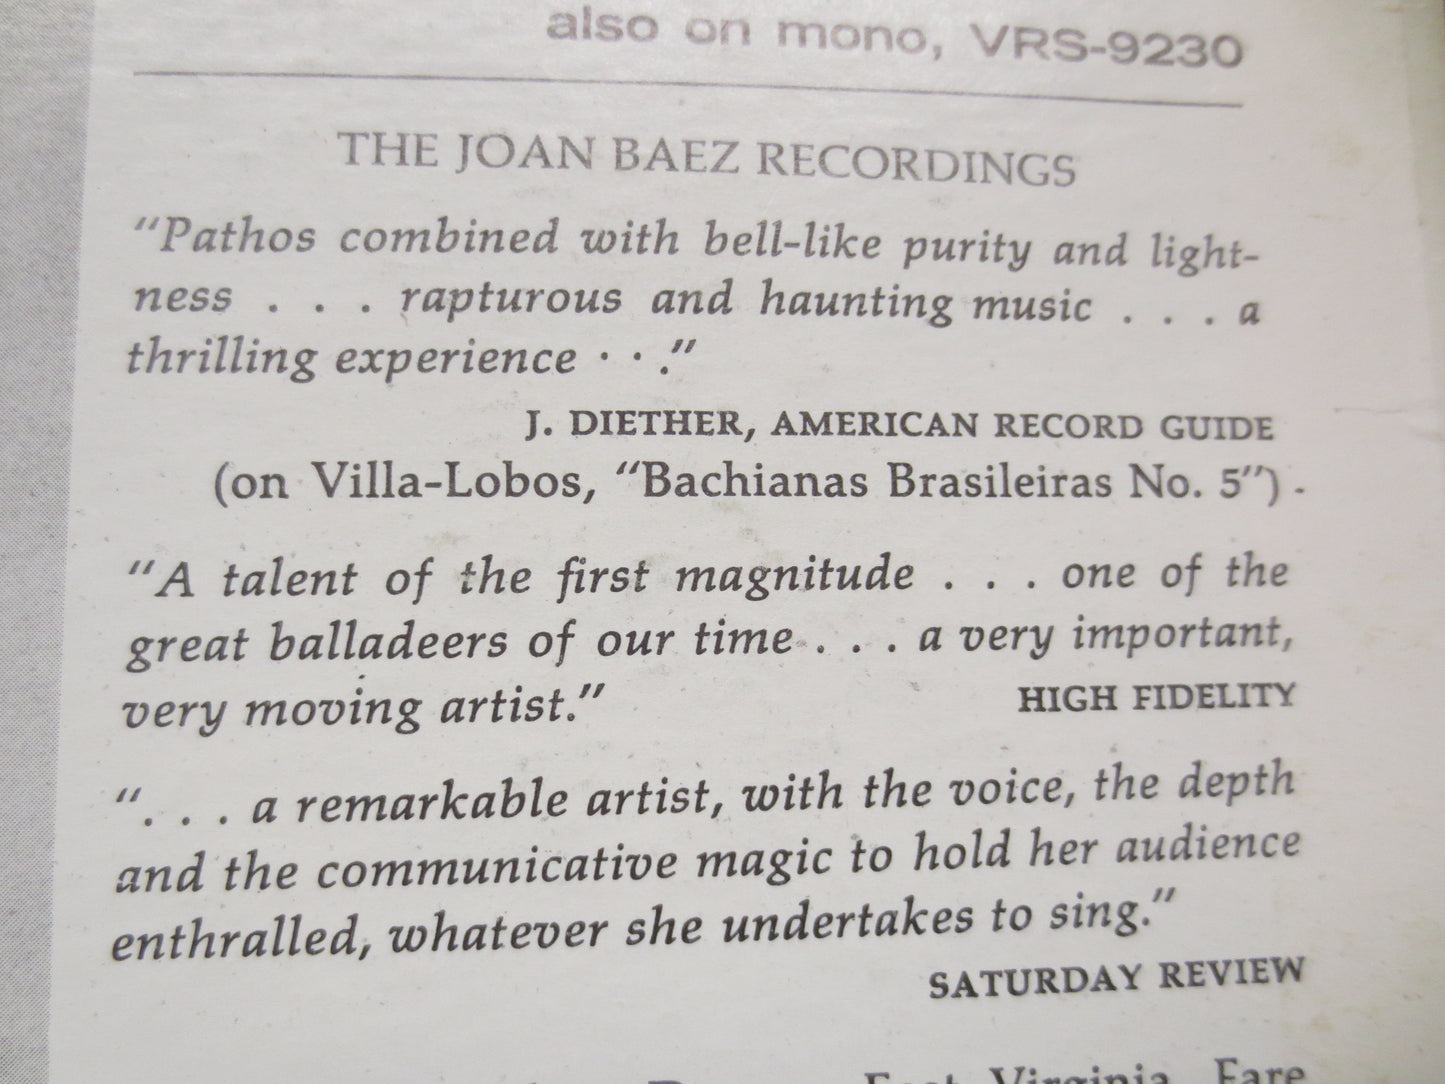 also on mono, VRS-9230
THE JOAN BAEZ RECORDINGS
“Pathos combined with bell-like purity and light-
ness . . . rapturous and haunting music . . . a
thrilling experience . . .”
J. DIETHER, AMERICAN RECORD GUIDE
(on Villa-Lobos, “Bachianas Brasileiras No. 5”)
“A talent of the first magnitude . . . one of the
great balladeers of our time . . . a very important,
very moving artist.” HIGH FIDELITY
“. . . a remarkable artist, with the voice, the depth
and the communicative magic to hold her audience
enthralled, whatever she undertakes to sing.”
SATURDAY REVIEW
East Virginia, Fare